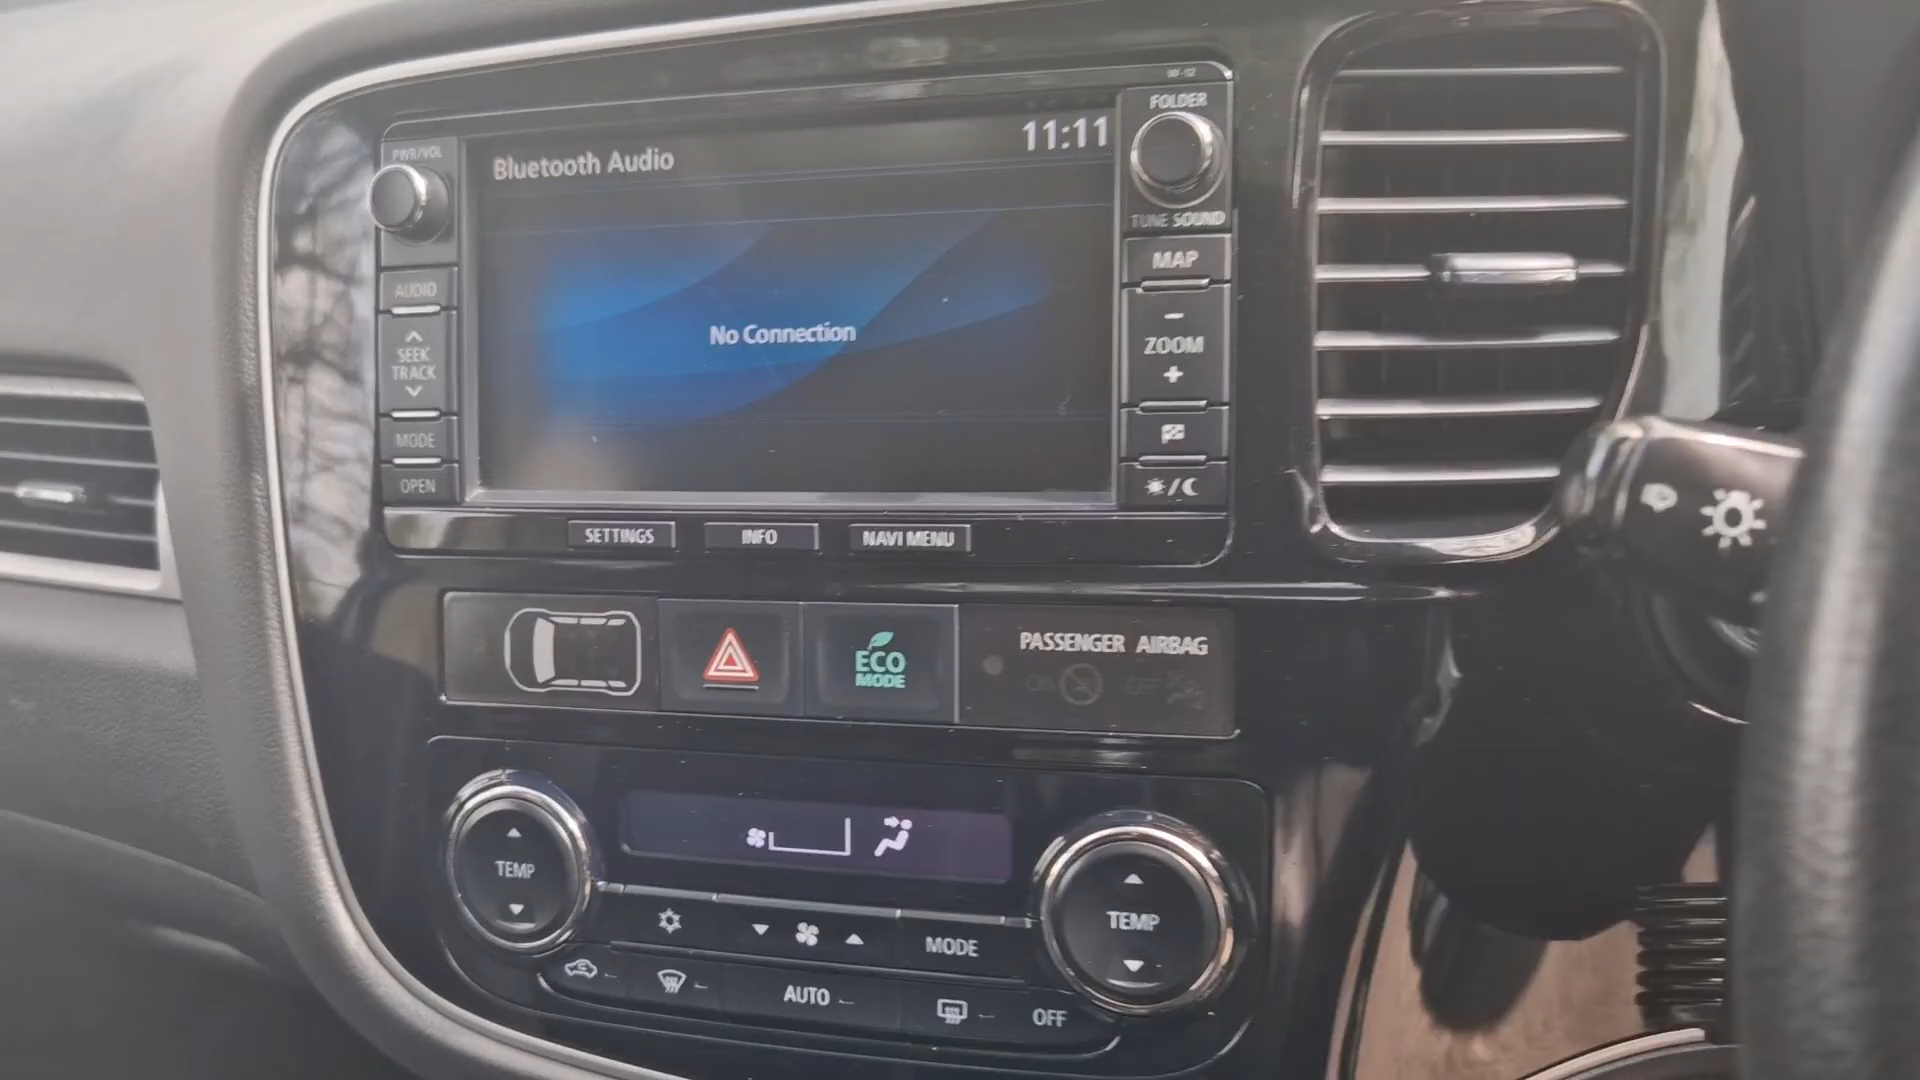 PWR/VOL
FOLDER
Bluetooth Audio
11:11
TUNE SOUND
AUDIO
MAP
SEEK
TRACK
No Connection
-
ZOOM
+
MODE
OPEN
SETTINGS
INFO
NAVI MENU
ECO
MODE
PASSENGER AIRBAG
ON
OFF
TEMP
TEMP
MODE
AUTO
OFF